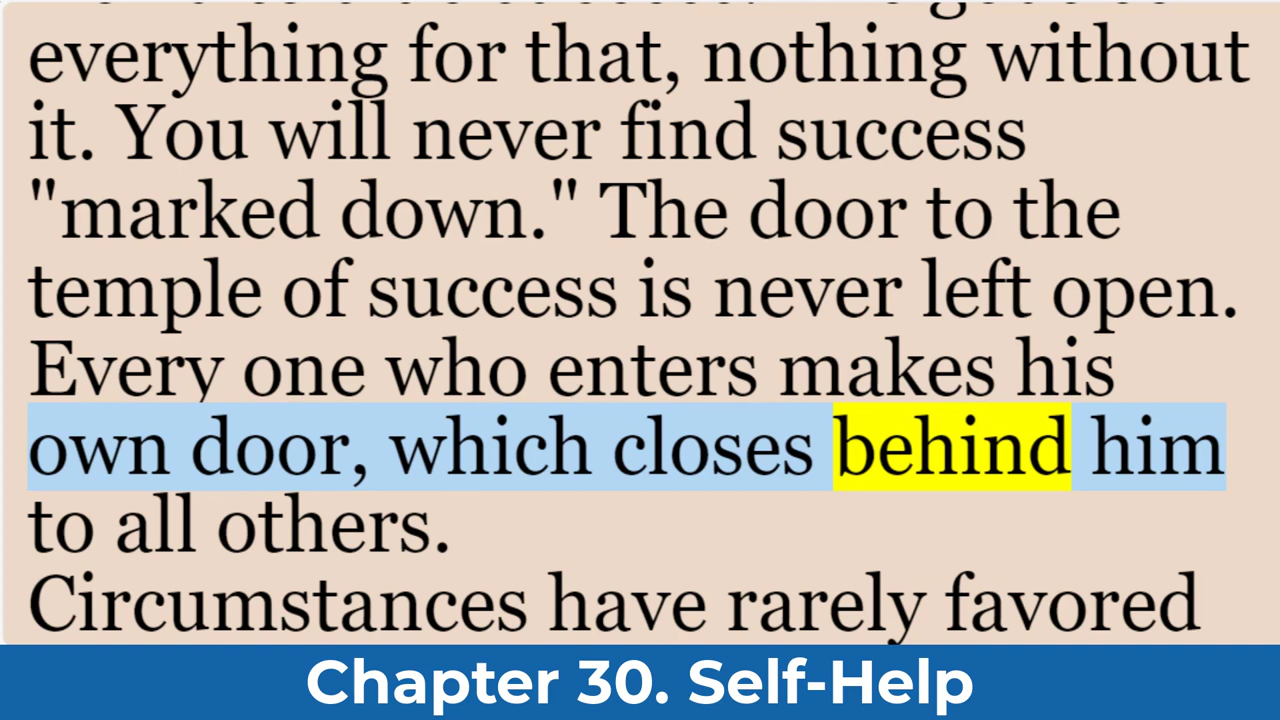 everything for that, nothing without
it. You will never find success
"marked down." The door to the
temple of success is never left open.
Every one who enters makes his
own door, which closes behind him
to all others.
Circumstances have rarely favored
Chapter 30. Self-Help